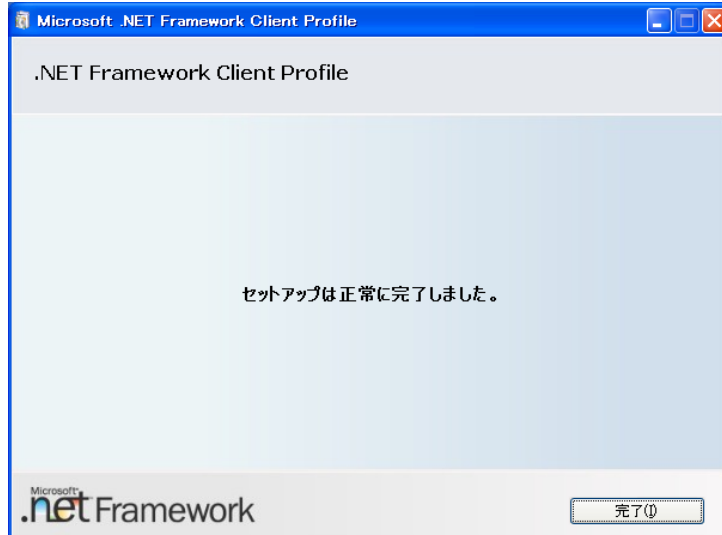 Microsoft .NET Framework Client Profile
.NET Framework Client Profile
セットアップは正常に完了しました。
Microsoft
.net Framework
完了(I)